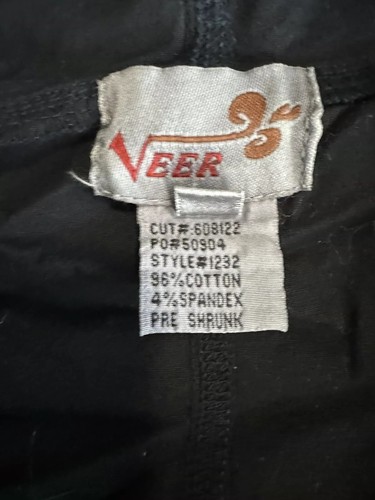 VEER
CUT#:608122
PO#50904
STYLE#1232
96%COTTON
4%SPANDEX
PRE SHRUNK